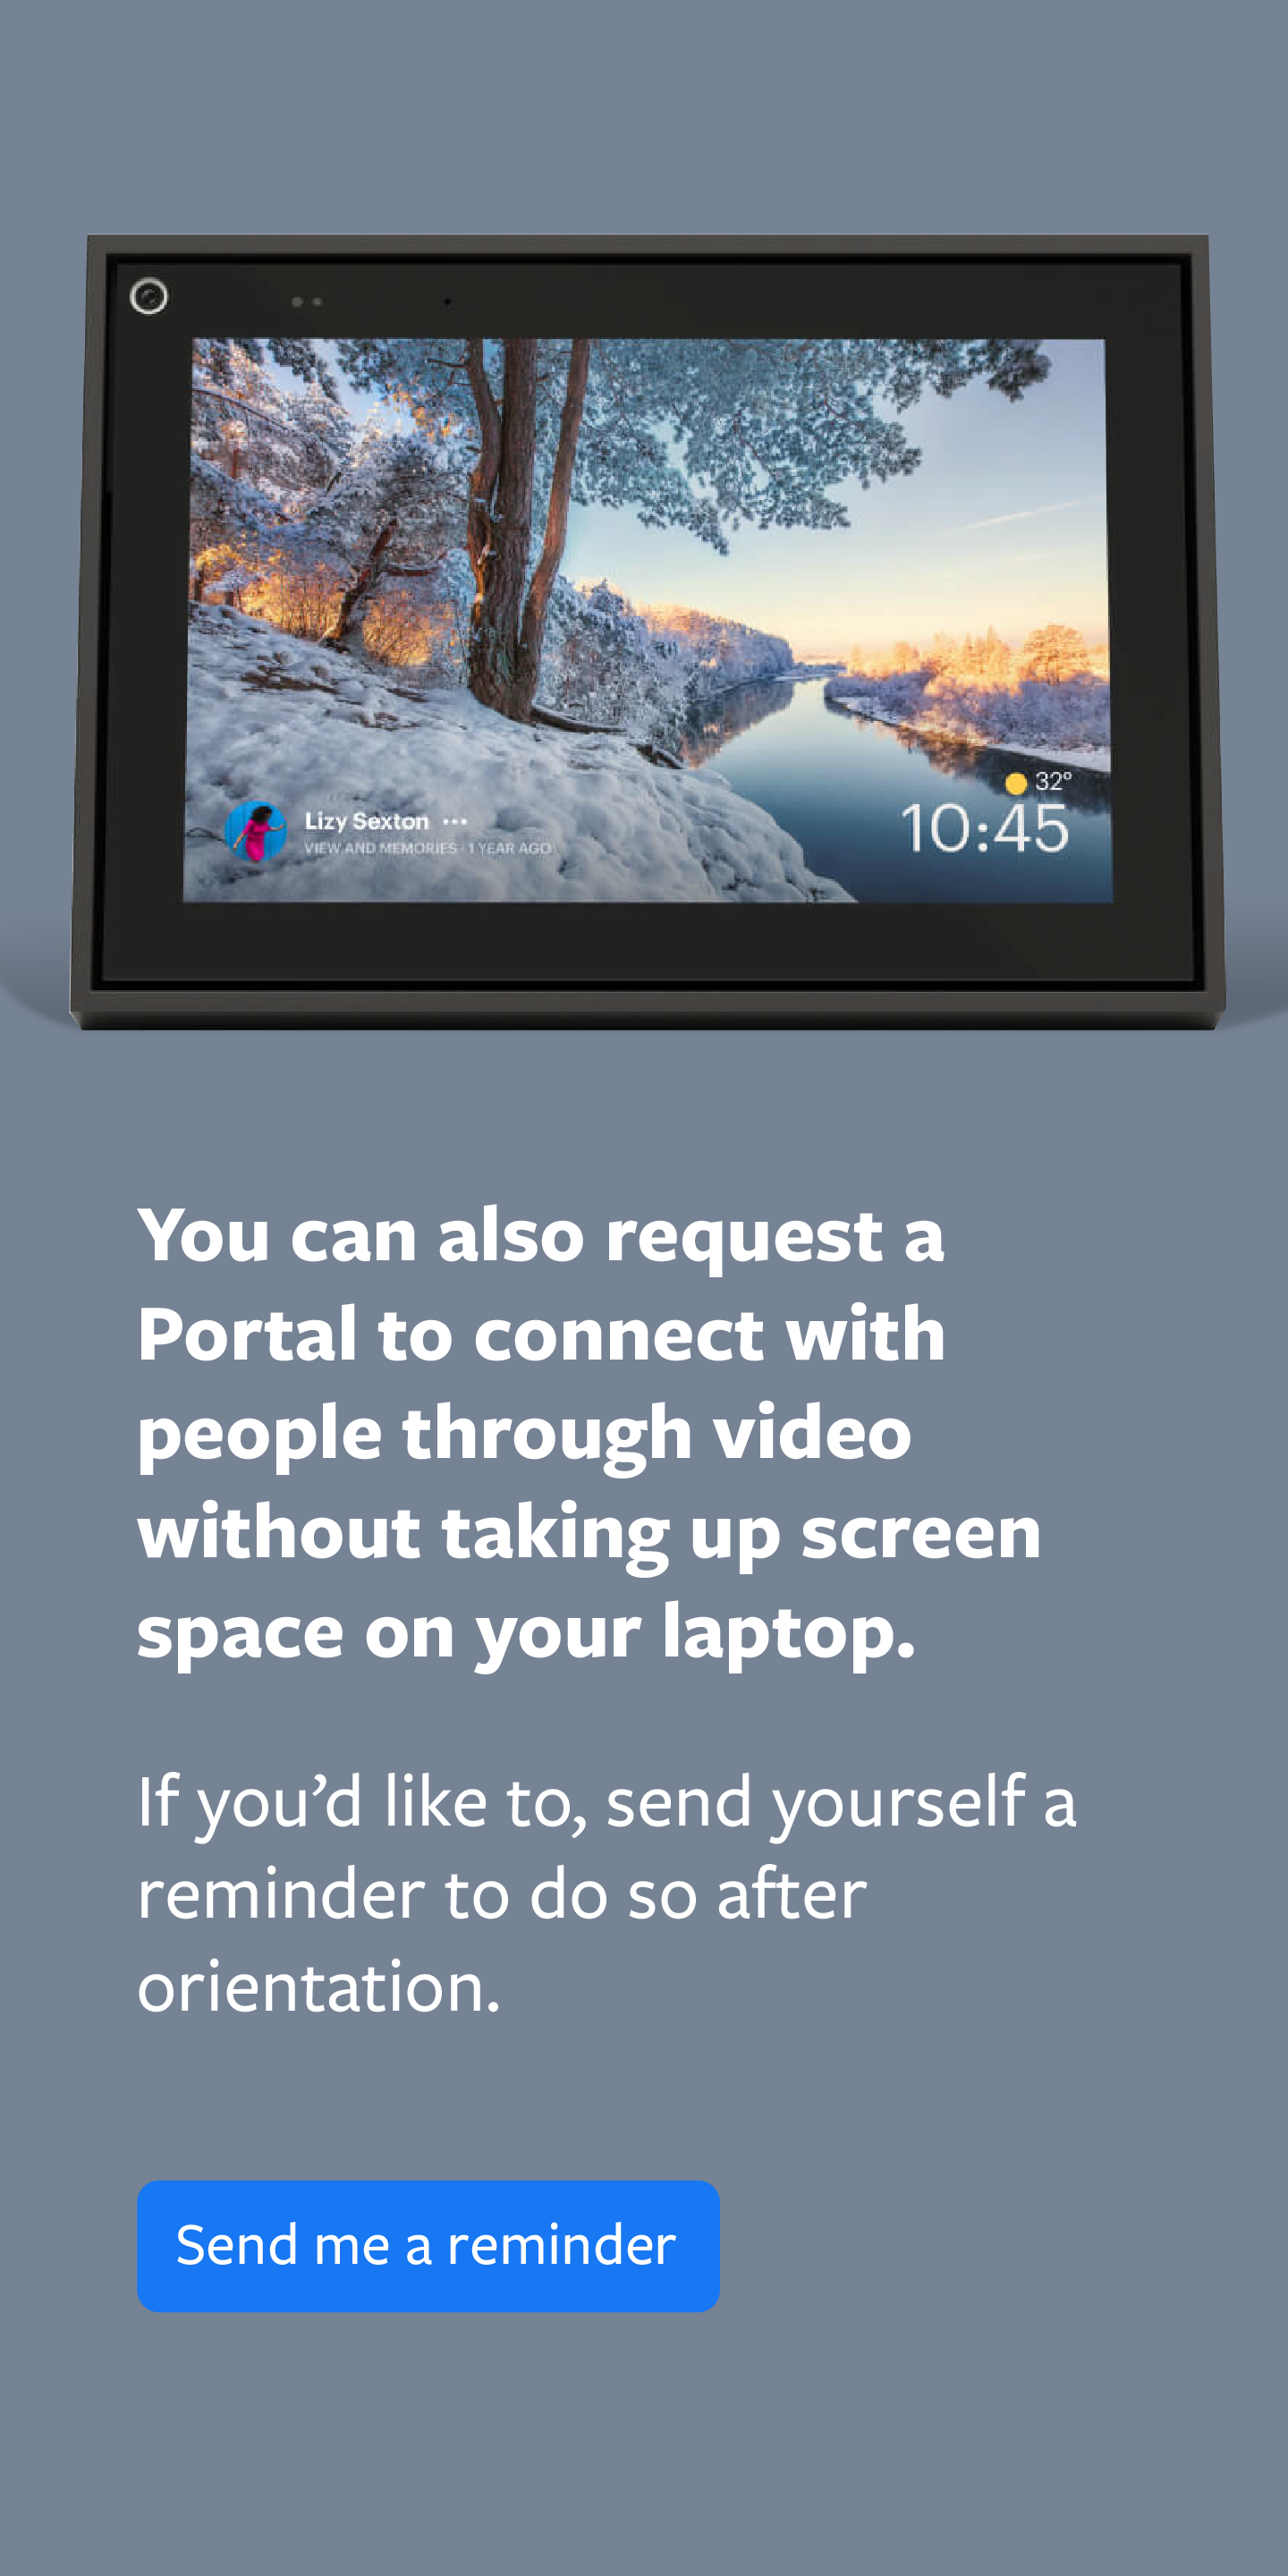 32°
10:45
Lizy Sexton •••
VIEW AND MEMORIES · 1 YEAR AGO
You can also request a
Portal to connect with
people through video
without taking up screen
space on your laptop.
If you’d like to, send yourself a
reminder to do so after
orientation.
Send me a reminder